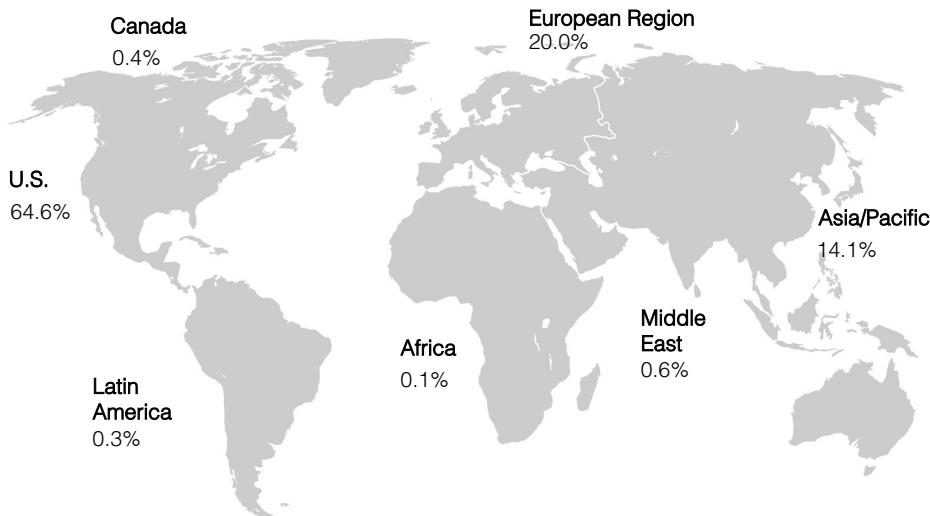 Canada
0.4%
European Region
20.0%
U.S.
64.6%
Asia/Pacific
14.1%
Middle
East
0.6%
Africa
0.1%
Latin
America
0.3%